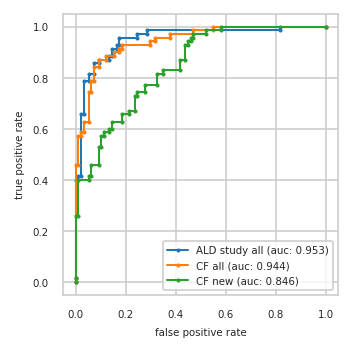 1.0
0.8
0.6
0.4
0.2
0.0
true positive rate
ALD study all (auc: 0.953)
CF all (auc: 0.944)
CF new (auc: 0.846)
0.0 0.2 0.4 0.6 0.8 1.0
false positive rate